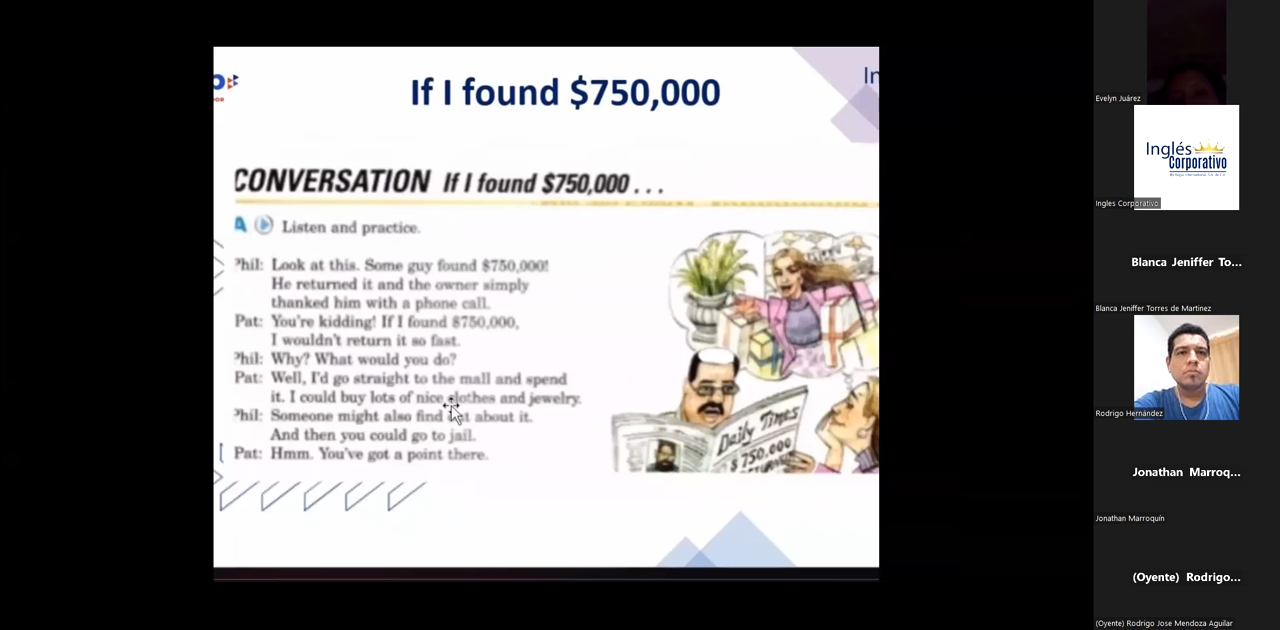 If I found $750,000
In
CONVERSATION If I found $750,000 . . .
A Listen and practice.
Phil: Look at this. Some guy found $750,000!
He returned it and the owner simply
thanked him with a phone call.
Pat: You're kidding! If I found $750,000,
I wouldn't return it so fast.
Phil: Why? What would you do?
Pat: Well, I'd go straight to the mall and spend
it. I could buy lots of nice clothes and jewelry.
Phil: Someone might also find out about it.
And then you could go to jail.
Pat: Hmm. You've got a point there.
Daily Times
$ 750.000
Evelyn Juárez
Inglés
Corporativo
Ingles Corporativo
Blanca Jeniffer To...
Blanca Jeniffer Torres de Martinez
Rodrigo Hernández
Jonathan Marroq...
Jonathan Marroquín
(Oyente) Rodrigo...
(Oyente) Rodrigo Jose Mendoza Aguilar